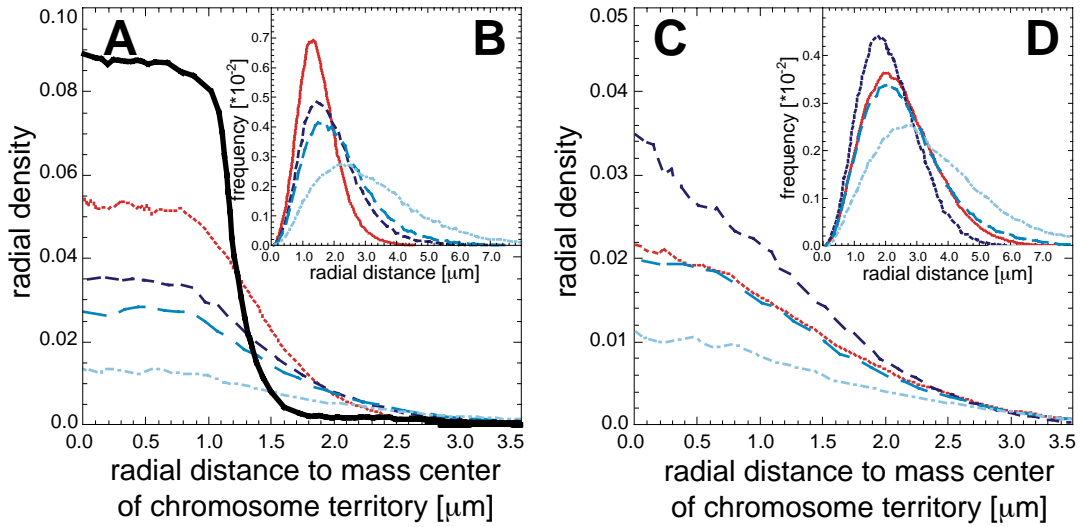 A
B
C
D
radial density
0.10
0.08
0.06
0.04
0.02
0.0
0.0 0.5 1.0 1.5 2.0 2.5 3.0 3.5
radial distance to mass center
of chromosome territory [μm]
frequency [*10-2]
0.7
0.6
0.5
0.4
0.3
0.2
0.1
0.0
0.0 1.0 2.0 3.0 4.0 5.0 6.0 7.0
radial distance [μm]
radial density
0.05
0.04
0.03
0.02
0.01
0.00
0.0 0.5 1.0 1.5 2.0 2.5 3.0 3.5
radial distance to mass center
of chromosome territory [μm]
frequency [*10-2]
0.4
0.3
0.2
0.1
0.0
0.0 1.0 2.0 3.0 4.0 5.0 6.0 7.0
radial distance [μm]